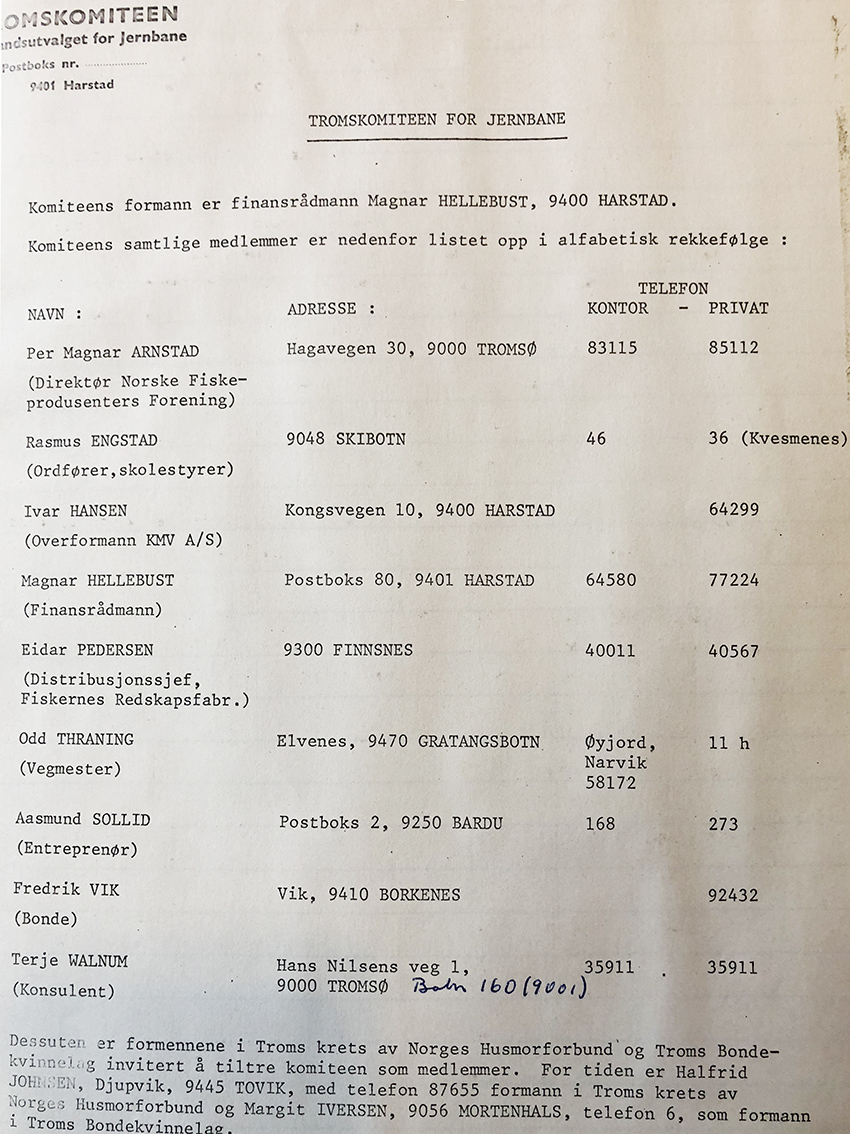 OMSKOMITEEN
ndsutvalget for Jernbane
Postboks nr. ....................
9401 Harstad
TROMSKOMITEEN FOR JERNBANE
Komiteens formann er finansrådmann Magnar HELLEBUST, 9400 HARSTAD.
Komiteens samtlige medlemmer er nedenfor listet opp i alfabetisk rekkefølge :
TELEFON
NAVN : ADRESSE : KONTOR - PRIVAT
Per Magnar ARNSTAD Hagavegen 30, 9000 TROMSØ 83115 85112
(Direktør Norske Fiske-
produsenters Forening)
Rasmus ENGSTAD 9048 SKIBOTN 46 36 (Kvesmenes)
(Ordfører,skolestyrer)
Ivar HANSEN Kongsvegen 10, 9400 HARSTAD 64299
(Overformann KMV A/S)
Magnar HELLEBUST Postboks 80, 9401 HARSTAD 64580 77224
(Finansrådmann)
Eidar PEDERSEN 9300 FINNSNES 40011 40567
(Distribusjonssjef,
Fiskernes Redskapsfabr.)
Odd THRANING Elvenes, 9470 GRATANGSBOTN Øyjord, 11 h
(Vegmester) Narvik
58172
Aasmund SOLLID Postboks 2, 9250 BARDU 168 273
(Entreprenør)
Fredrik VIK Vik, 9410 BORKENES 92432
(Bonde)
Terje WALNUM Hans Nilsens veg 1, 35911 35911
(Konsulent) 9000 TROMSØ 160 (9001)
Dessuten er formennene i Troms krets av Norges Husmorforbund og Troms Bonde-
kvinnelag invitert å tiltre komiteen som medlemmer. For tiden er Halfrid
JOHNSEN, Djupvik, 9445 TOVIK, med telefon 87655 formann i Troms krets av
Norges Husmorforbund og Margit IVERSEN, 9056 MORTENHALS, telefon 6, som formann
i Troms Bondekvinnelag.